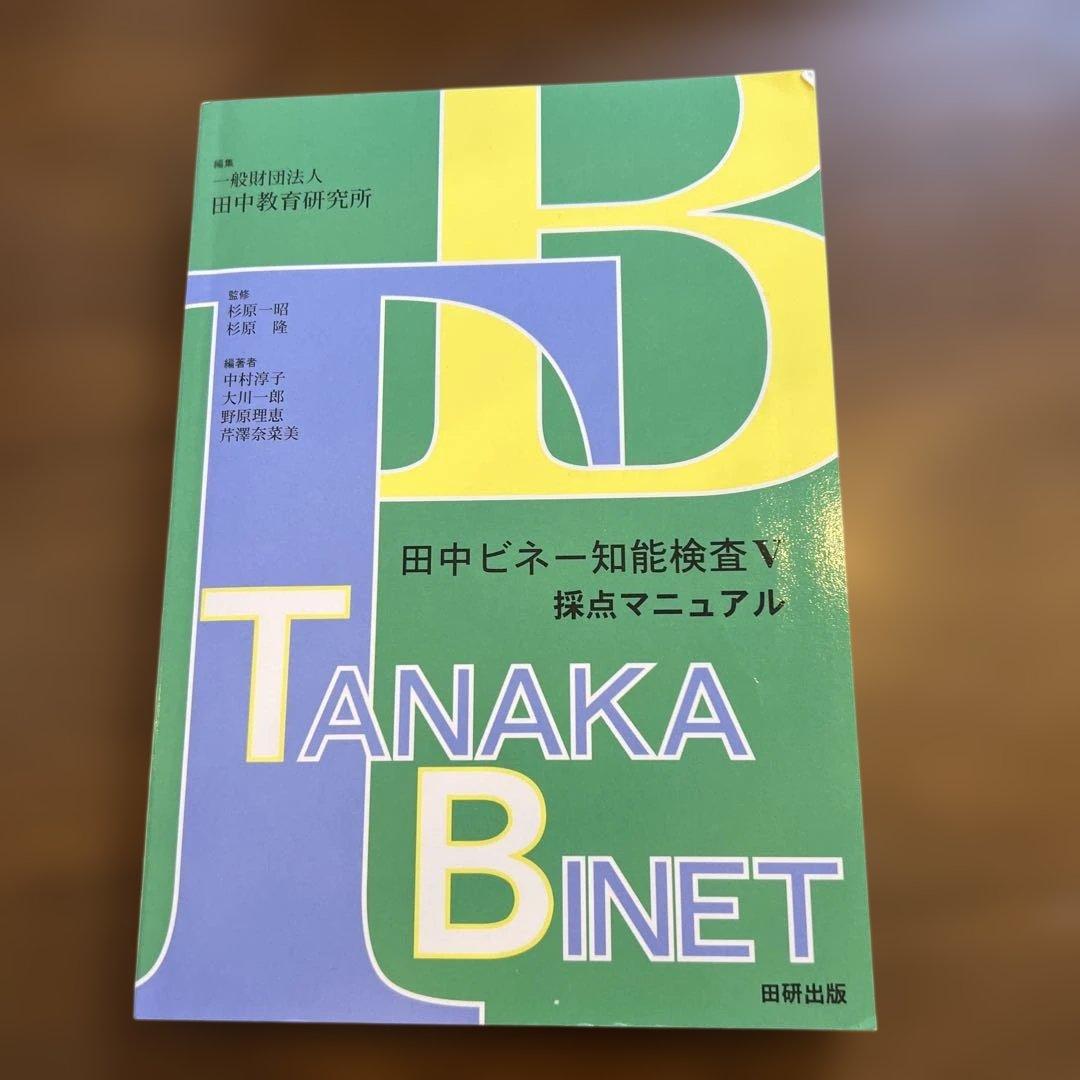 編集
一般財団法人
田中教育研究所
監修
杉原一昭
杉原 隆
編著者
中村淳子
大川一郎
野原理恵
芹澤奈菜美
TB
田中ビネー知能検査V
採点マニュアル
TANAKA
BINET
田研出版